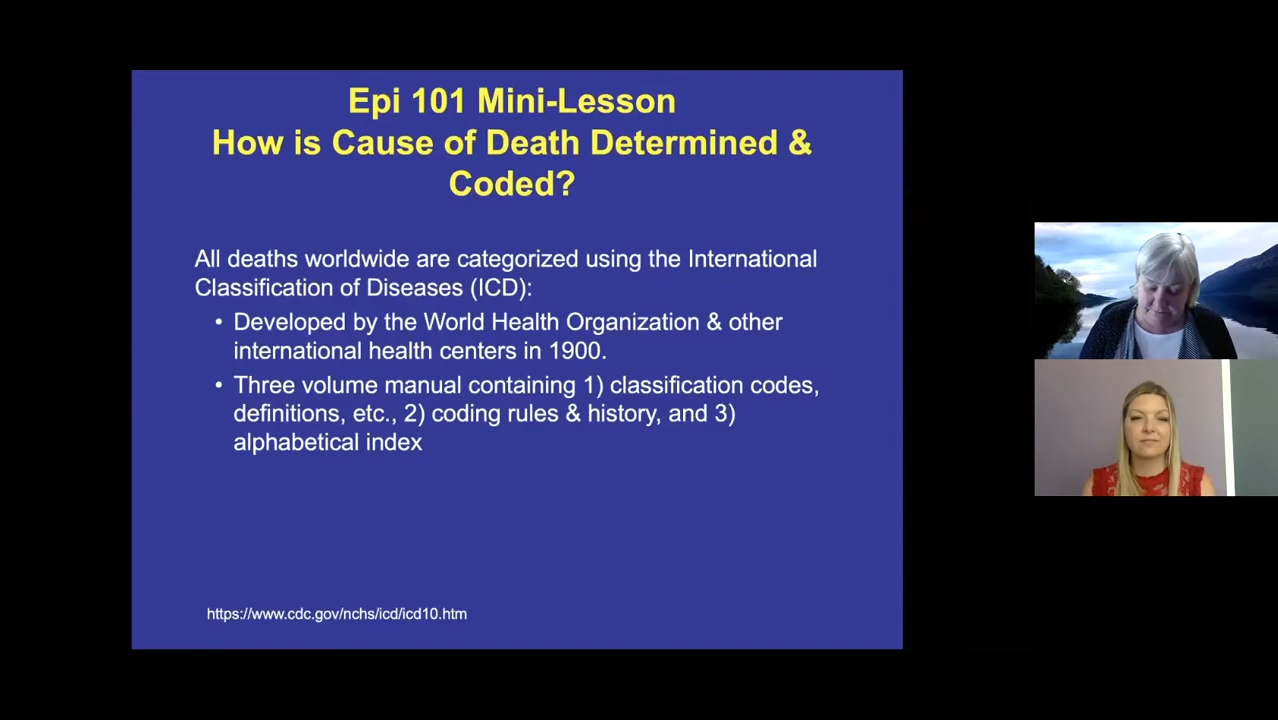 Epi 101 Mini-Lesson
How is Cause of Death Determined &
Coded?
All deaths worldwide are categorized using the International
Classification of Diseases (ICD):
• Developed by the World Health Organization & other
international health centers in 1900.
• Three volume manual containing 1) classification codes,
definitions, etc., 2) coding rules & history, and 3)
alphabetical index
https://www.cdc.gov/nchs/icd/icd10.htm